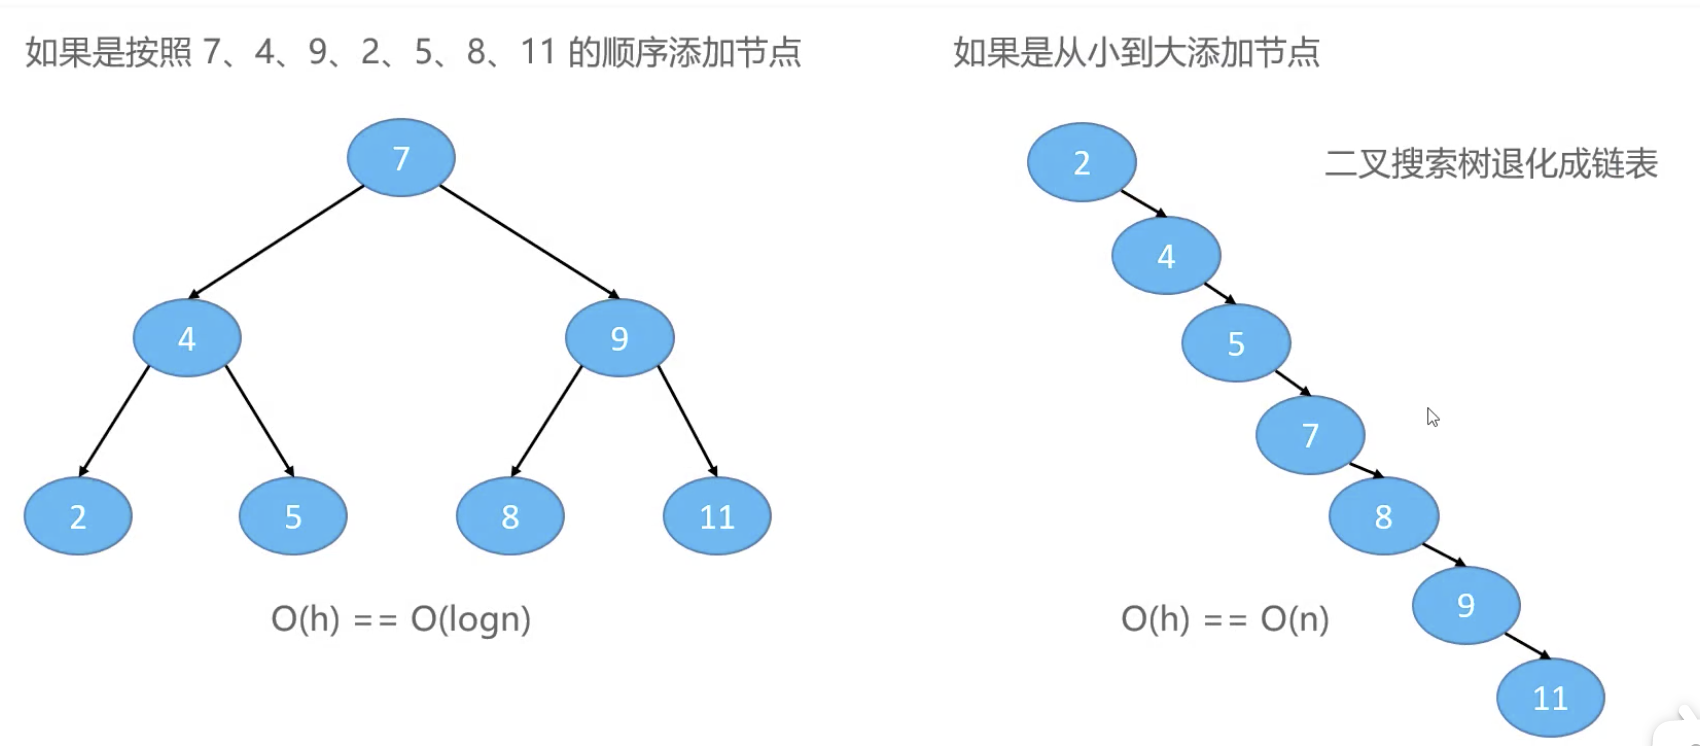 如果是按照 7、4、9、2、5、8、11 的顺序添加节点
7
4
9
2
5
8
11
O(h) == O(logn)
如果是从小到大添加节点
二叉搜索树退化成链表
2
4
5
7
8
9
11
O(h) == O(n)